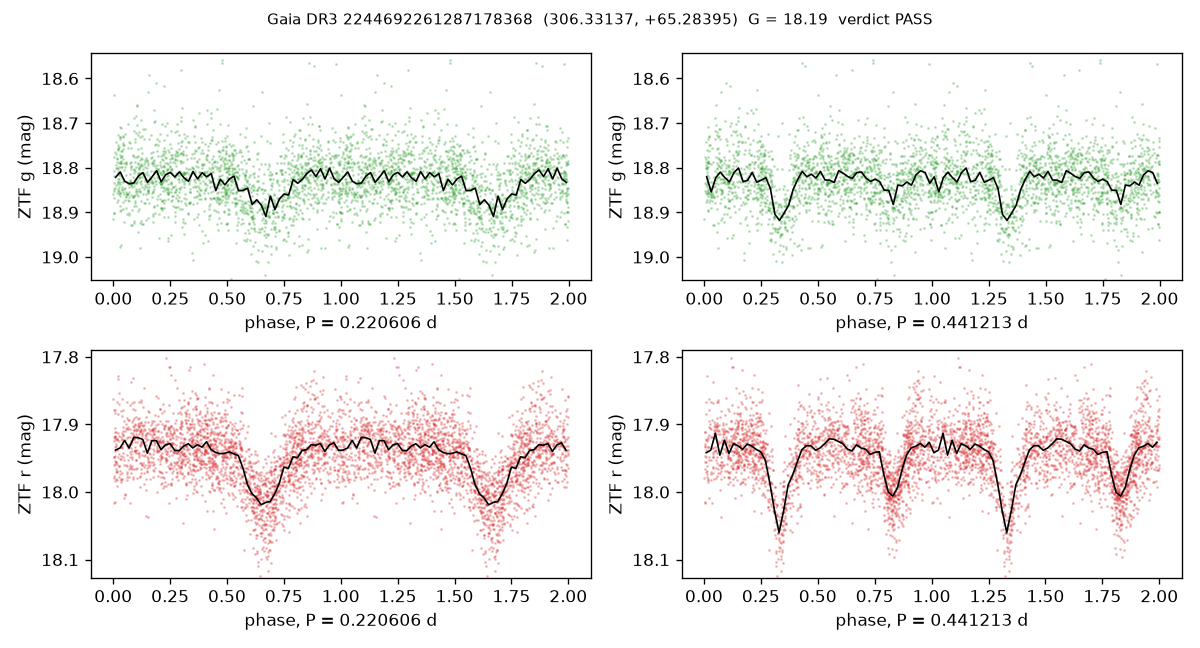 Gaia DR3 2244692261287178368 (306.33137, +65.28395) G = 18.19 verdict PASS
ZTF g (mag)
18.6
18.7
18.8
18.9
19.0
0.00 0.25 0.50 0.75 1.00 1.25 1.50 1.75 2.00
phase, P = 0.220606 d
ZTF g (mag)
18.6
18.7
18.8
18.9
19.0
0.00 0.25 0.50 0.75 1.00 1.25 1.50 1.75 2.00
phase, P = 0.441213 d
ZTF r (mag)
17.8
17.9
18.0
18.1
0.00 0.25 0.50 0.75 1.00 1.25 1.50 1.75 2.00
phase, P = 0.220606 d
ZTF r (mag)
17.8
17.9
18.0
18.1
0.00 0.25 0.50 0.75 1.00 1.25 1.50 1.75 2.00
phase, P = 0.441213 d